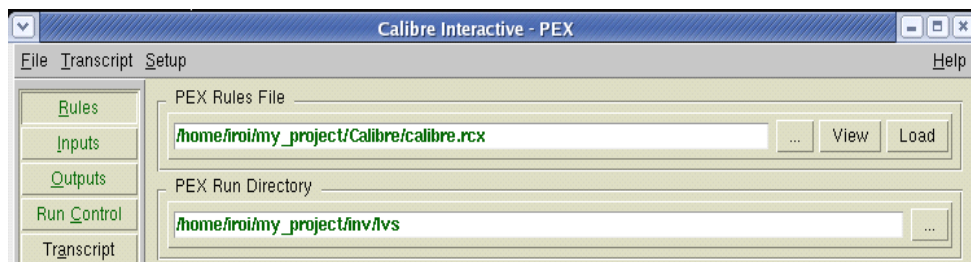 Calibre Interactive - PEX
File Transcript Setup Help
Rules
Inputs
Outputs
Run Control
Transcript
PEX Rules File
/home/iroi/my_project/Calibre/calibre.rcx ... View Load
PEX Run Directory
/home/iroi/my_project/inv/lvs ...